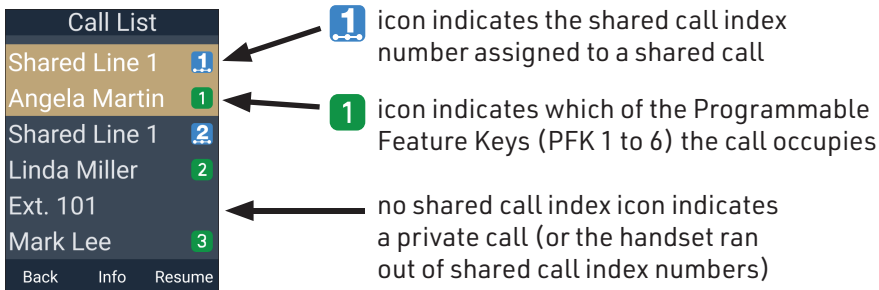 Call List
Shared Line 1 1
Angela Martin 1
Shared Line 1 2
Linda Miller 2
Ext. 101
Mark Lee 3
Back Info Resume
1 icon indicates the shared call index
number assigned to a shared call
1 icon indicates which of the Programmable
Feature Keys (PFK 1 to 6) the call occupies
no shared call index icon indicates
a private call (or the handset ran
out of shared call index numbers)